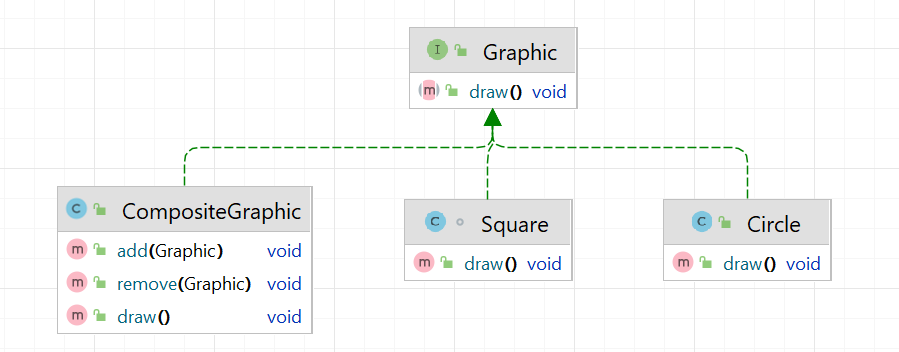 Graphic
draw() void
CompositeGraphic
add(Graphic) void
remove(Graphic) void
draw() void
Square
draw() void
Circle
draw() void